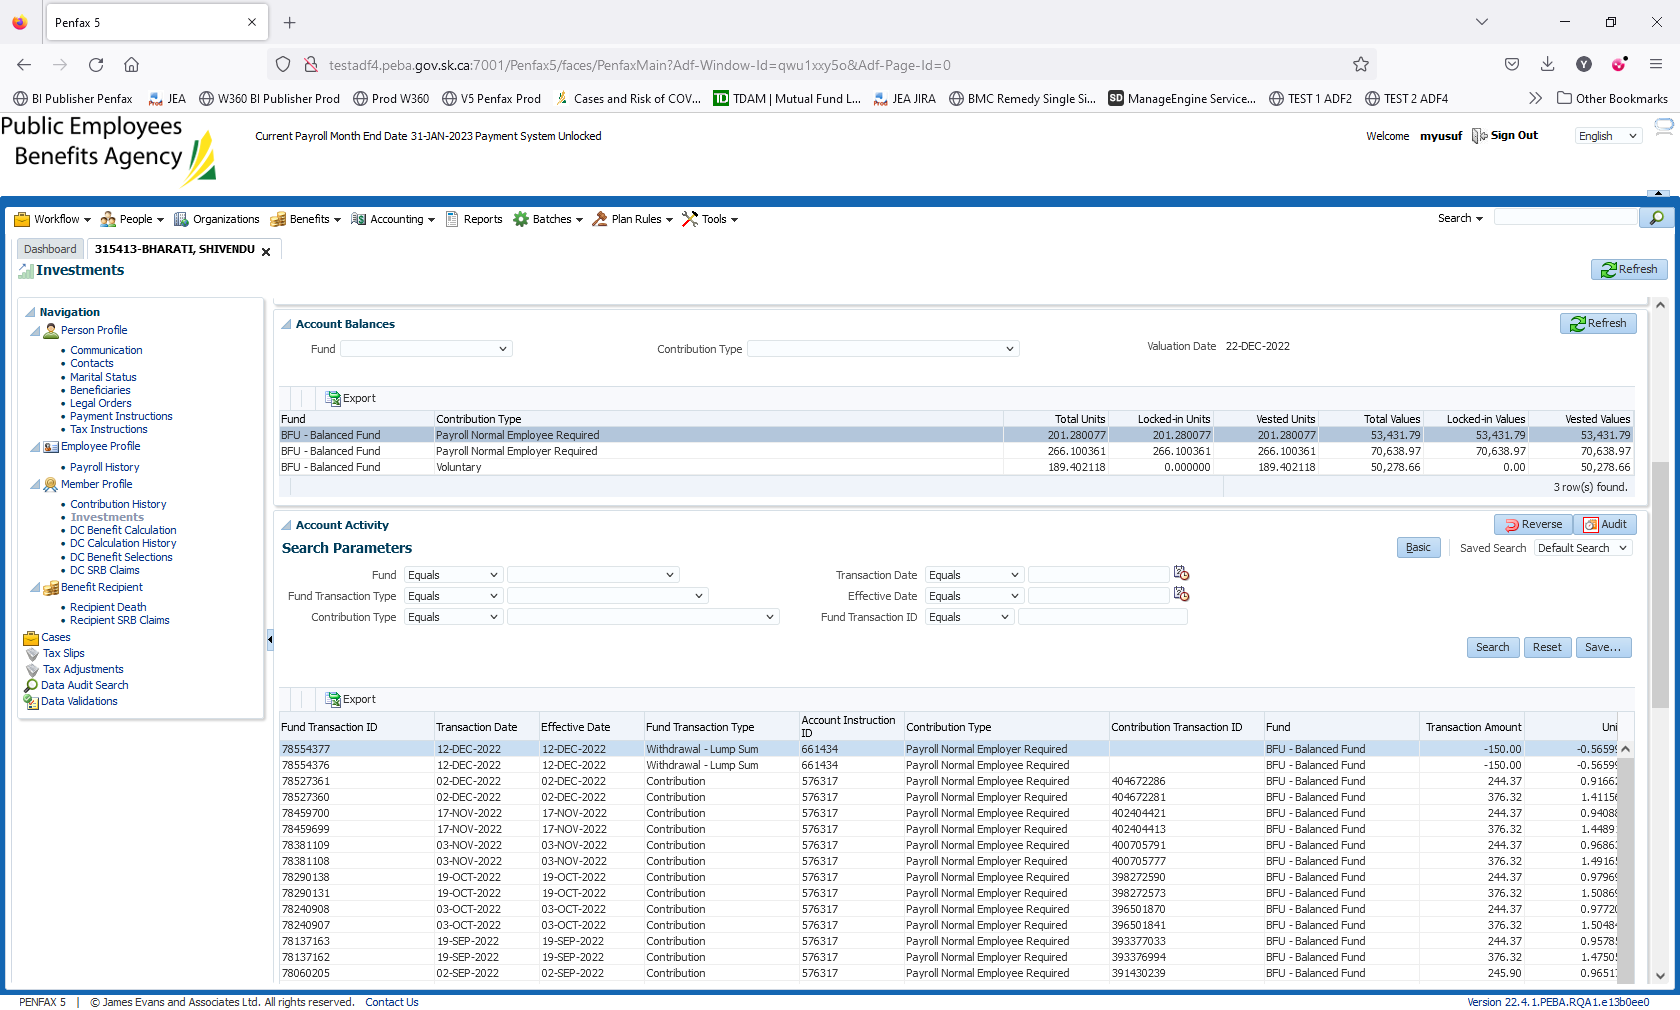 Penfax 5
testadf4.peba.gov.sk.ca:7001/Penfax5/faces/PenfaxMain?Adf-Window-Id=qwu1xxy5o&Adf-Page-Id=0
BI Publisher Penfax JEA W360 BI Publisher Prod Prod W360 V5 Penfax Prod Cases and Risk of COV... TDAM | Mutual Fund L... JEA JIRA BMC Remedy Single Si... ManageEngine Service... TEST 1 ADF2 TEST 2 ADF4 Other Bookmarks
Public Employees
Benefits Agency
Current Payroll Month End Date 31-JAN-2023 Payment System Unlocked
Welcome myusuf Sign Out English
Workflow People Organizations Benefits Accounting Reports Batches Plan Rules Tools Search
Dashboard 315413-BHARATI, SHIVENDU
Investments Refresh
Navigation
Person Profile
Communication
Contacts
Marital Status
Beneficiaries
Legal Orders
Payment Instructions
Tax Instructions
Employee Profile
Payroll History
Member Profile
Contribution History
Investments
DC Benefit Calculation
DC Calculation History
DC Benefit Selections
DC SRB Claims
Benefit Recipient
Recipient Death
Recipient SRB Claims
Cases
Tax Slips
Tax Adjustments
Data Audit Search
Data Validations
Account Balances Refresh
Fund Contribution Type Valuation Date 22-DEC-2022
Export
Fund Contribution Type Total Units Locked-in Units Vested Units Total Values Locked-in Values Vested Values
BFU - Balanced Fund Payroll Normal Employee Required 201.280077 201.280077 201.280077 53,431.79 53,431.79 53,431.79
BFU - Balanced Fund Payroll Normal Employer Required 266.100361 266.100361 266.100361 70,638.97 70,638.97 70,638.97
BFU - Balanced Fund Voluntary 189.402118 0.000000 189.402118 50,278.66 0.00 50,278.66
3 row(s) found.
Account Activity Reverse Audit
Search Parameters Basic Saved Search Default Search
Fund Equals Transaction Date Equals
Fund Transaction Type Equals Effective Date Equals
Contribution Type Equals Fund Transaction ID Equals
Search Reset Save...
Export
Fund Transaction ID Transaction Date Effective Date Fund Transaction Type Account Instruction ID Contribution Type Contribution Transaction ID Fund Transaction Amount Uni
78554377 12-DEC-2022 12-DEC-2022 Withdrawal - Lump Sum 661434 Payroll Normal Employer Required BFU - Balanced Fund -150.00 -0.56599
78554376 12-DEC-2022 12-DEC-2022 Withdrawal - Lump Sum 661434 Payroll Normal Employee Required BFU - Balanced Fund -150.00 -0.56599
78527361 02-DEC-2022 02-DEC-2022 Contribution 576317 Payroll Normal Employee Required 404672286 BFU - Balanced Fund 244.37 0.91662
78527360 02-DEC-2022 02-DEC-2022 Contribution 576317 Payroll Normal Employer Required 404672281 BFU - Balanced Fund 376.32 1.41156
78459700 17-NOV-2022 17-NOV-2022 Contribution 576317 Payroll Normal Employee Required 402404421 BFU - Balanced Fund 244.37 0.94088
78459699 17-NOV-2022 17-NOV-2022 Contribution 576317 Payroll Normal Employer Required 402404413 BFU - Balanced Fund 376.32 1.44891
78381109 03-NOV-2022 03-NOV-2022 Contribution 576317 Payroll Normal Employee Required 400705791 BFU - Balanced Fund 244.37 0.96863
78381108 03-NOV-2022 03-NOV-2022 Contribution 576317 Payroll Normal Employer Required 400705777 BFU - Balanced Fund 376.32 1.49165
78290138 19-OCT-2022 19-OCT-2022 Contribution 576317 Payroll Normal Employee Required 398272590 BFU - Balanced Fund 244.37 0.97969
78290131 19-OCT-2022 19-OCT-2022 Contribution 576317 Payroll Normal Employer Required 398272573 BFU - Balanced Fund 376.32 1.50869
78240908 03-OCT-2022 03-OCT-2022 Contribution 576317 Payroll Normal Employee Required 396501870 BFU - Balanced Fund 244.37 0.97720
78240907 03-OCT-2022 03-OCT-2022 Contribution 576317 Payroll Normal Employer Required 396501841 BFU - Balanced Fund 376.32 1.50484
78137163 19-SEP-2022 19-SEP-2022 Contribution 576317 Payroll Normal Employee Required 393377033 BFU - Balanced Fund 244.37 0.95785
78137162 19-SEP-2022 19-SEP-2022 Contribution 576317 Payroll Normal Employer Required 393376994 BFU - Balanced Fund 376.32 1.47505
78060205 02-SEP-2022 02-SEP-2022 Contribution 576317 Payroll Normal Employee Required 391430239 BFU - Balanced Fund 245.90 0.9651
PENFAX 5 | © James Evans and Associates Ltd. All rights reserved. Contact Us Version 22.4.1.PEBA.RQA1.e13b0ee0